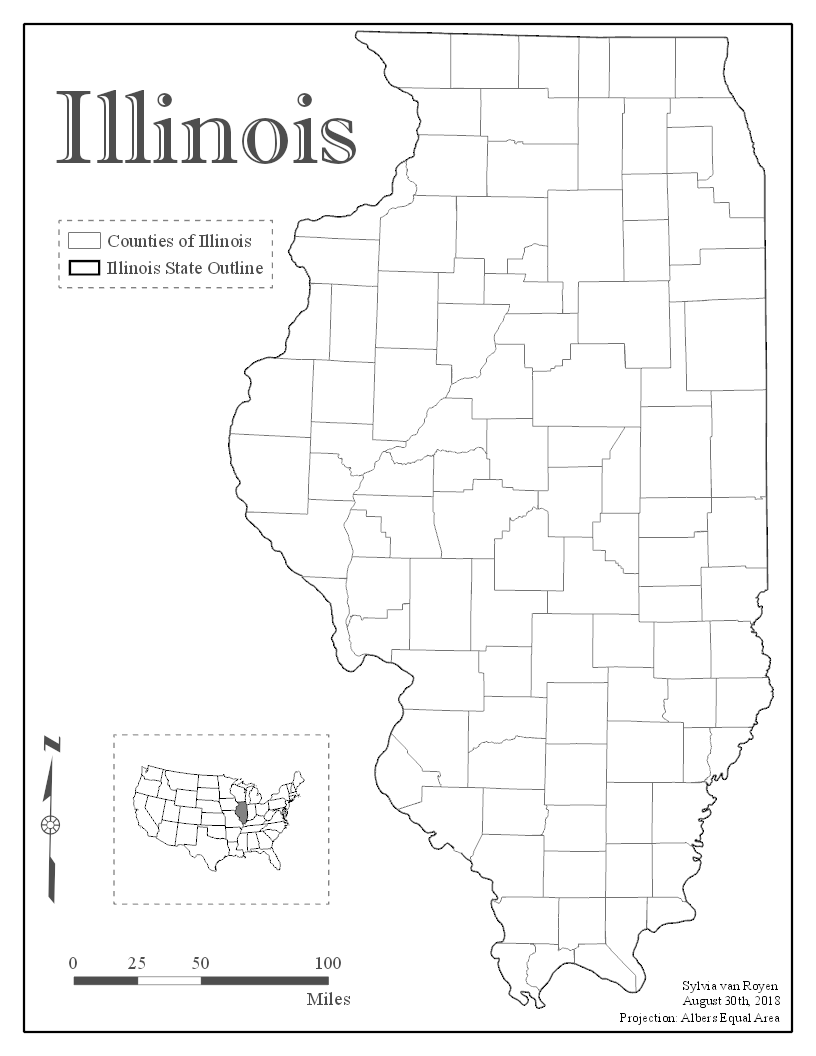 Illinois
Counties of Illinois
Illinois State Outline
N
0 25 50 100
Miles
Sylvia van Royen
August 30th, 2018
Projection: Albers Equal Area